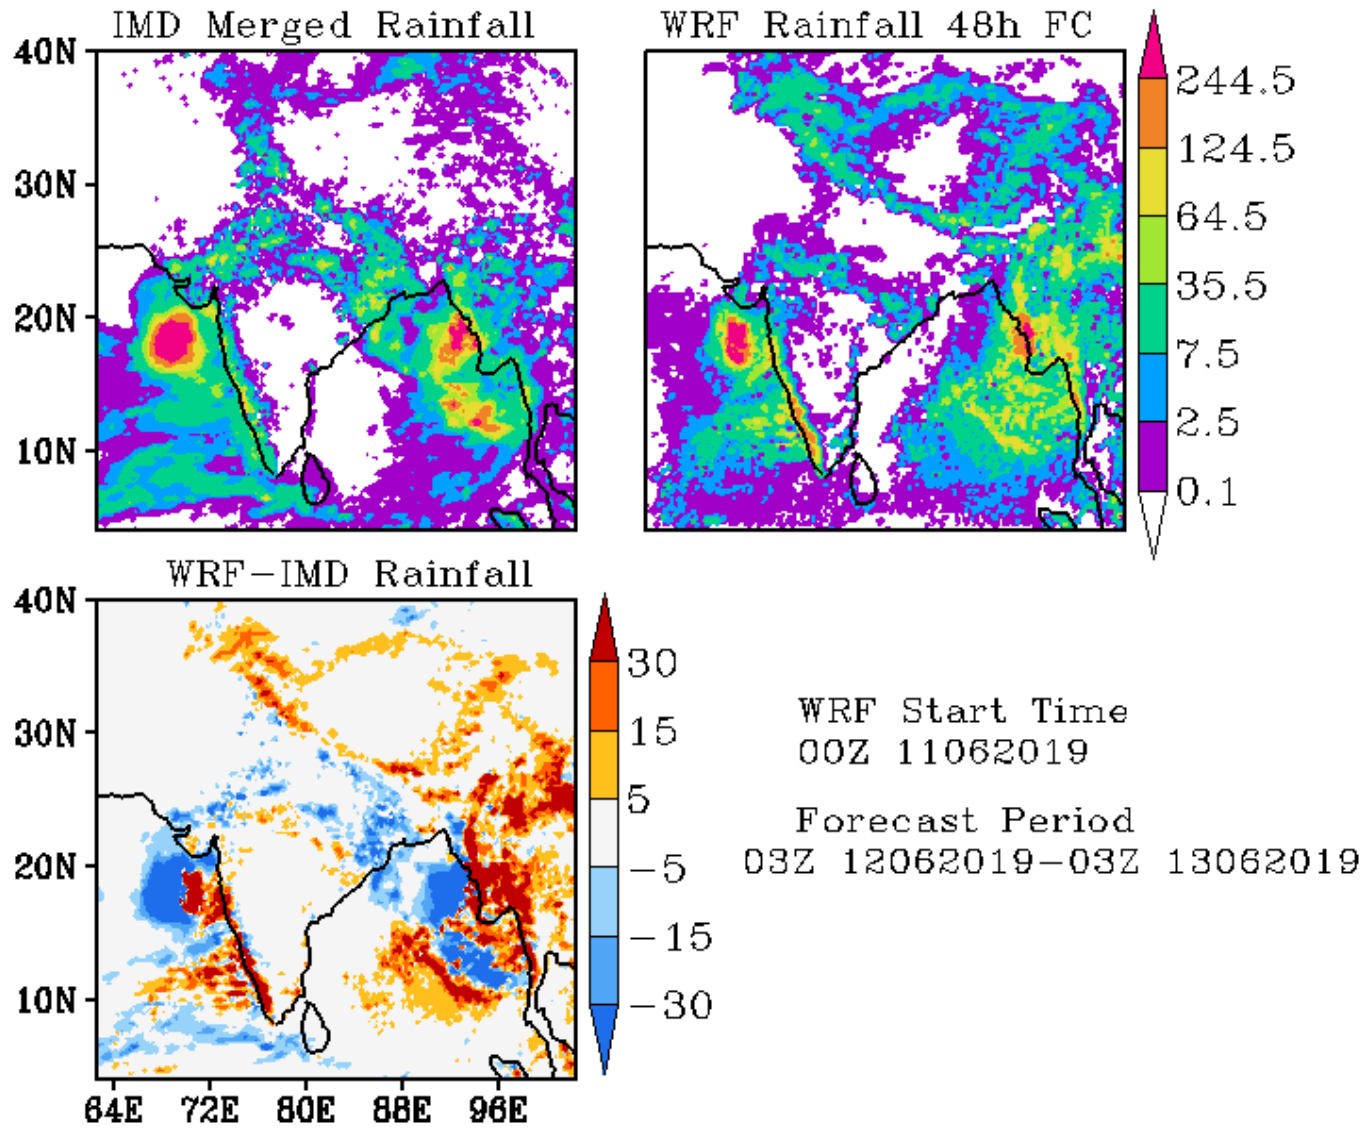 IMD Merged Rainfall
WRF Rainfall 48h FC
40N
30N
20N
10N
244.5
124.5
64.5
35.5
7.5
2.5
0.1
WRF-IMD Rainfall
40N
30N
20N
10N
64E 72E 80E 88E 96E
30
15
5
-5
-15
-30
WRF Start Time
00Z 11062019
Forecast Period
03Z 12062019-03Z 13062019